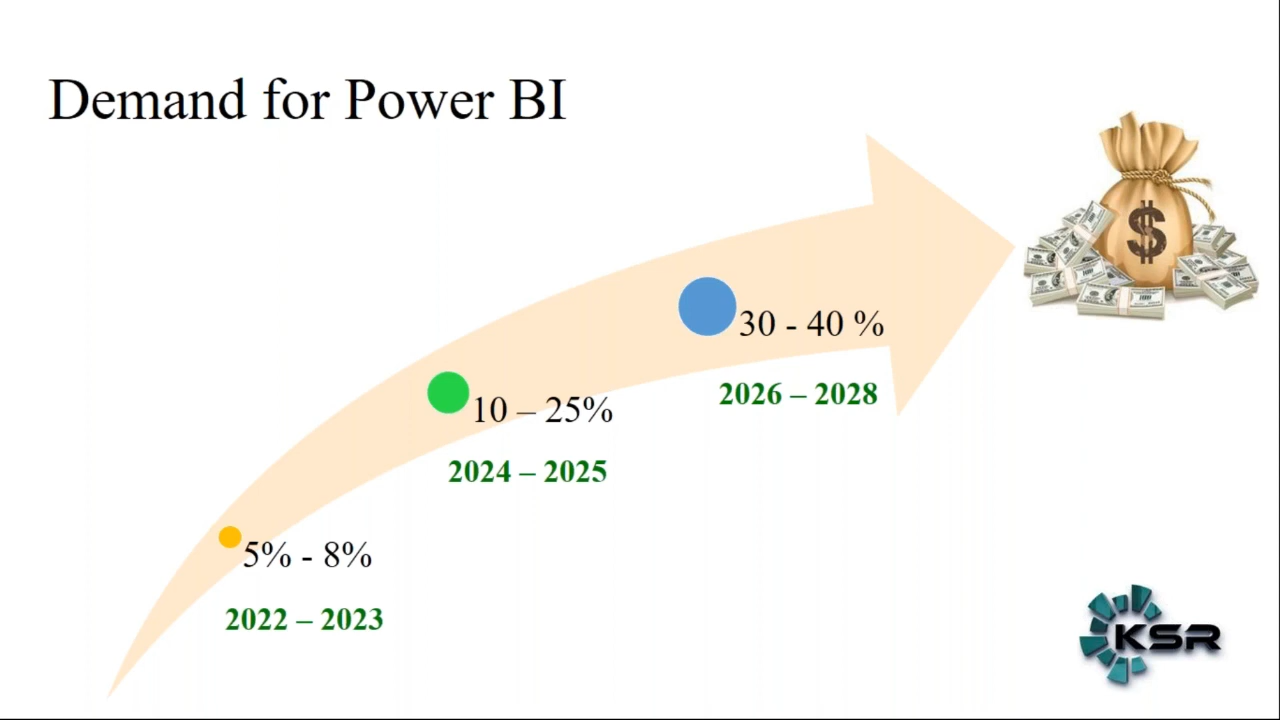 Demand for Power BI
$
30 - 40 %
2026 – 2028
10 – 25%
2024 – 2025
5% - 8%
2022 – 2023
KSR